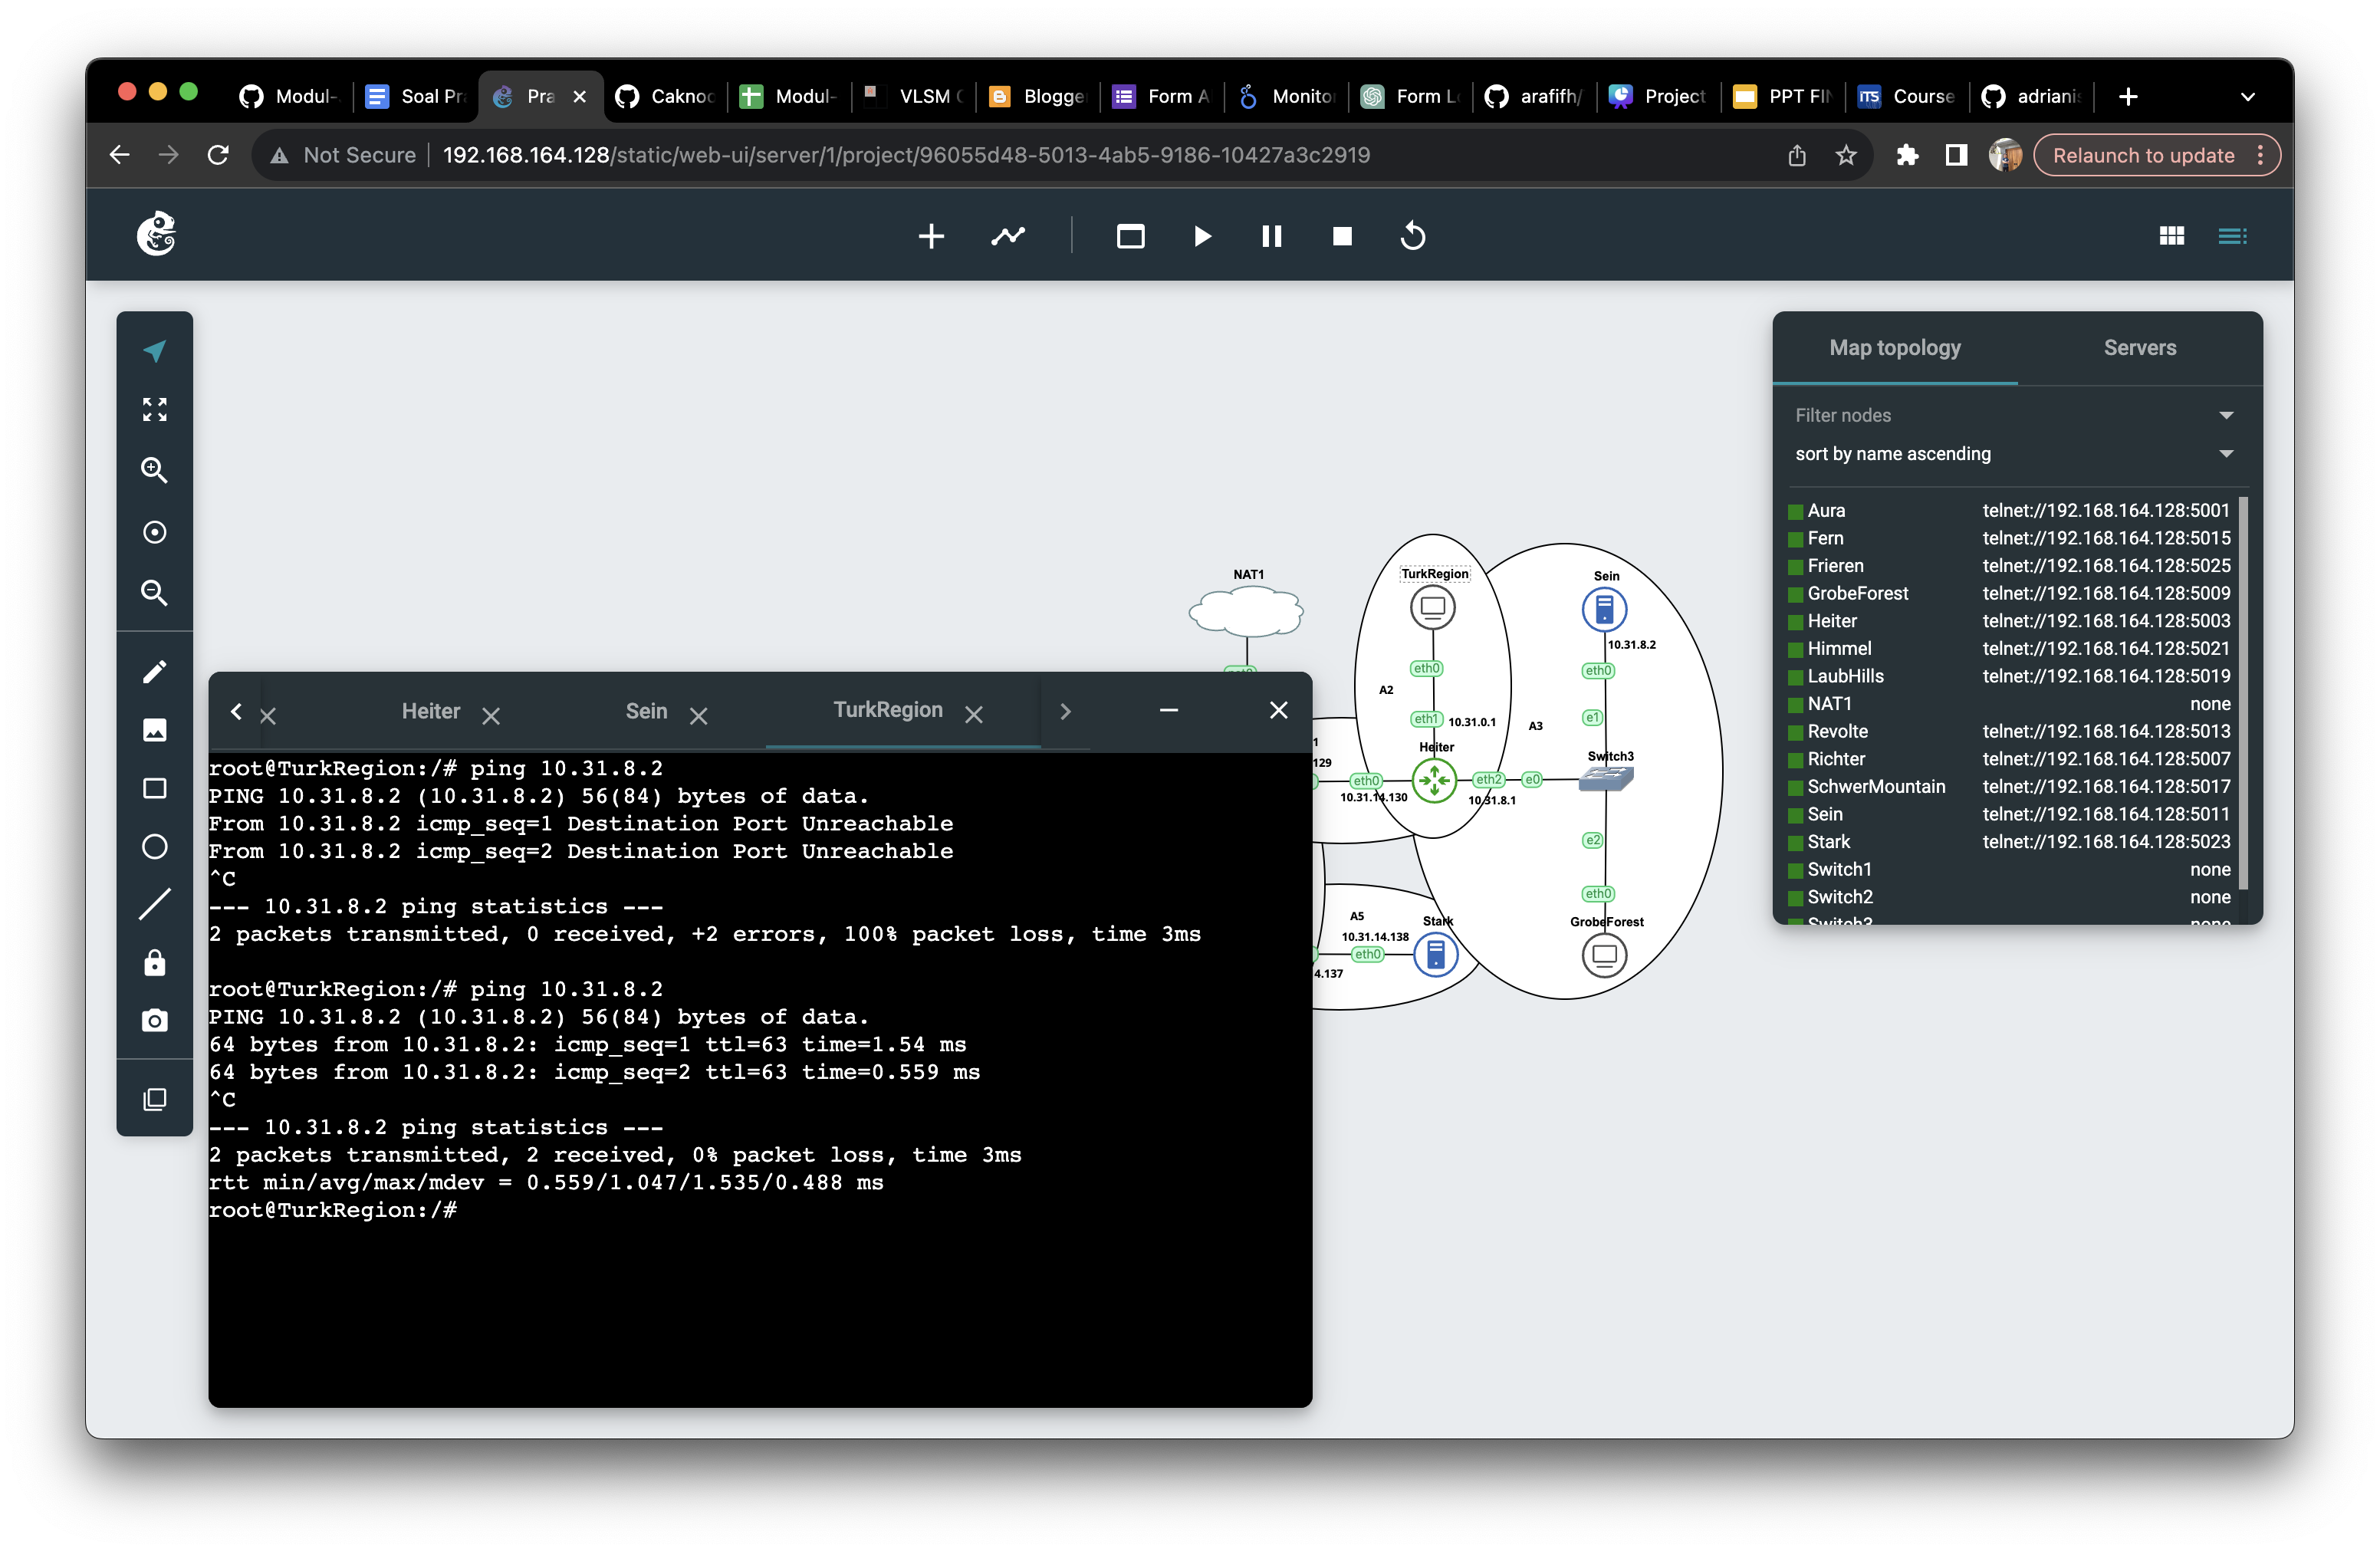 Modul- Soal Pra Pra Caknoo Modul- VLSM C Blogge Form A Monitor Form Lo arafifh/ Project PPT FIN ITS Course adrianis
Not Secure 192.168.164.128/static/web-ui/server/1/project/96055d48-5013-4ab5-9186-10427a3c2919 Relaunch to update
Map topology Servers
Filter nodes
sort by name ascending
Aura telnet://192.168.164.128:5001
Fern telnet://192.168.164.128:5015
Frieren telnet://192.168.164.128:5025
GrobeForest telnet://192.168.164.128:5009
Heiter telnet://192.168.164.128:5003
Himmel telnet://192.168.164.128:5021
LaubHills telnet://192.168.164.128:5019
NAT1 none
Revolte telnet://192.168.164.128:5013
Richter telnet://192.168.164.128:5007
SchwerMountain telnet://192.168.164.128:5017
Sein telnet://192.168.164.128:5011
Stark telnet://192.168.164.128:5023
Switch1 none
Switch2 none
Switch3 none
NAT1
TurkRegion
Sein
10.31.8.2
eth0
eth0
A2
eth1 10.31.0.1
e1
A3
Heiter
Switch3
1
129
eth0
eth2
e0
10.31.14.130
10.31.8.1
e2
eth0
A5
Stark
GrobeForest
10.31.14.138
eth0
4.137
Heiter Sein TurkRegion
root@TurkRegion:/# ping 10.31.8.2
PING 10.31.8.2 (10.31.8.2) 56(84) bytes of data.
From 10.31.8.2 icmp_seq=1 Destination Port Unreachable
From 10.31.8.2 icmp_seq=2 Destination Port Unreachable
^C
--- 10.31.8.2 ping statistics ---
2 packets transmitted, 0 received, +2 errors, 100% packet loss, time 3ms
root@TurkRegion:/# ping 10.31.8.2
PING 10.31.8.2 (10.31.8.2) 56(84) bytes of data.
64 bytes from 10.31.8.2: icmp_seq=1 ttl=63 time=1.54 ms
64 bytes from 10.31.8.2: icmp_seq=2 ttl=63 time=0.559 ms
^C
--- 10.31.8.2 ping statistics ---
2 packets transmitted, 2 received, 0% packet loss, time 3ms
rtt min/avg/max/mdev = 0.559/1.047/1.535/0.488 ms
root@TurkRegion:/#